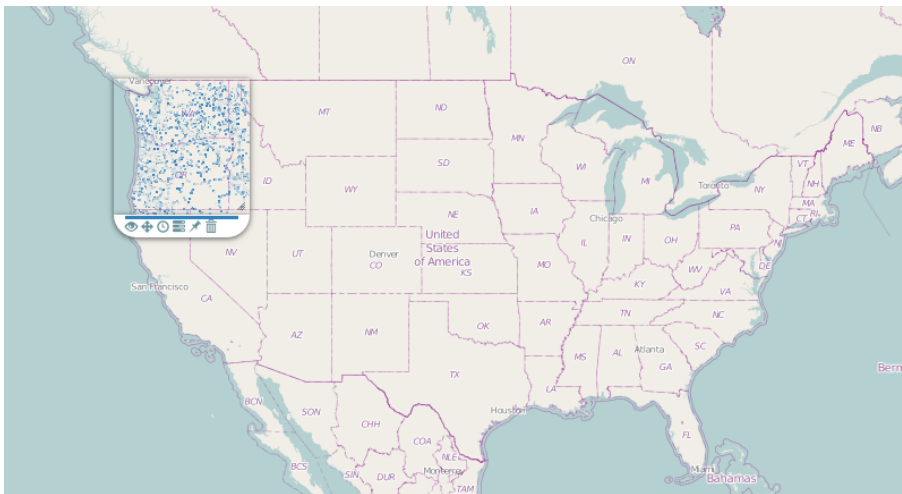 ON
Vancouver
WA
MT
ND
MN
ME
NB
OR
ID
SD
WI
MI
Toronto
VT
NH
WY
NY
MA
CT
RI
IA
NE
Chicago
PA
NJ
United
States
of America
NV
UT
Denver
CO
KS
IL
IN
OH
MO
WV
DE
San Francisco
CA
KY
VA
AZ
NM
OK
AR
TN
NC
MS
AL
Atlanta
GA
SC
TX
LA
Bern
BCN
SON
CHH
COA
Houston
FL
BCS
SIN
DUR
NLE
Monterrey
TAM
Miami
Bahamas